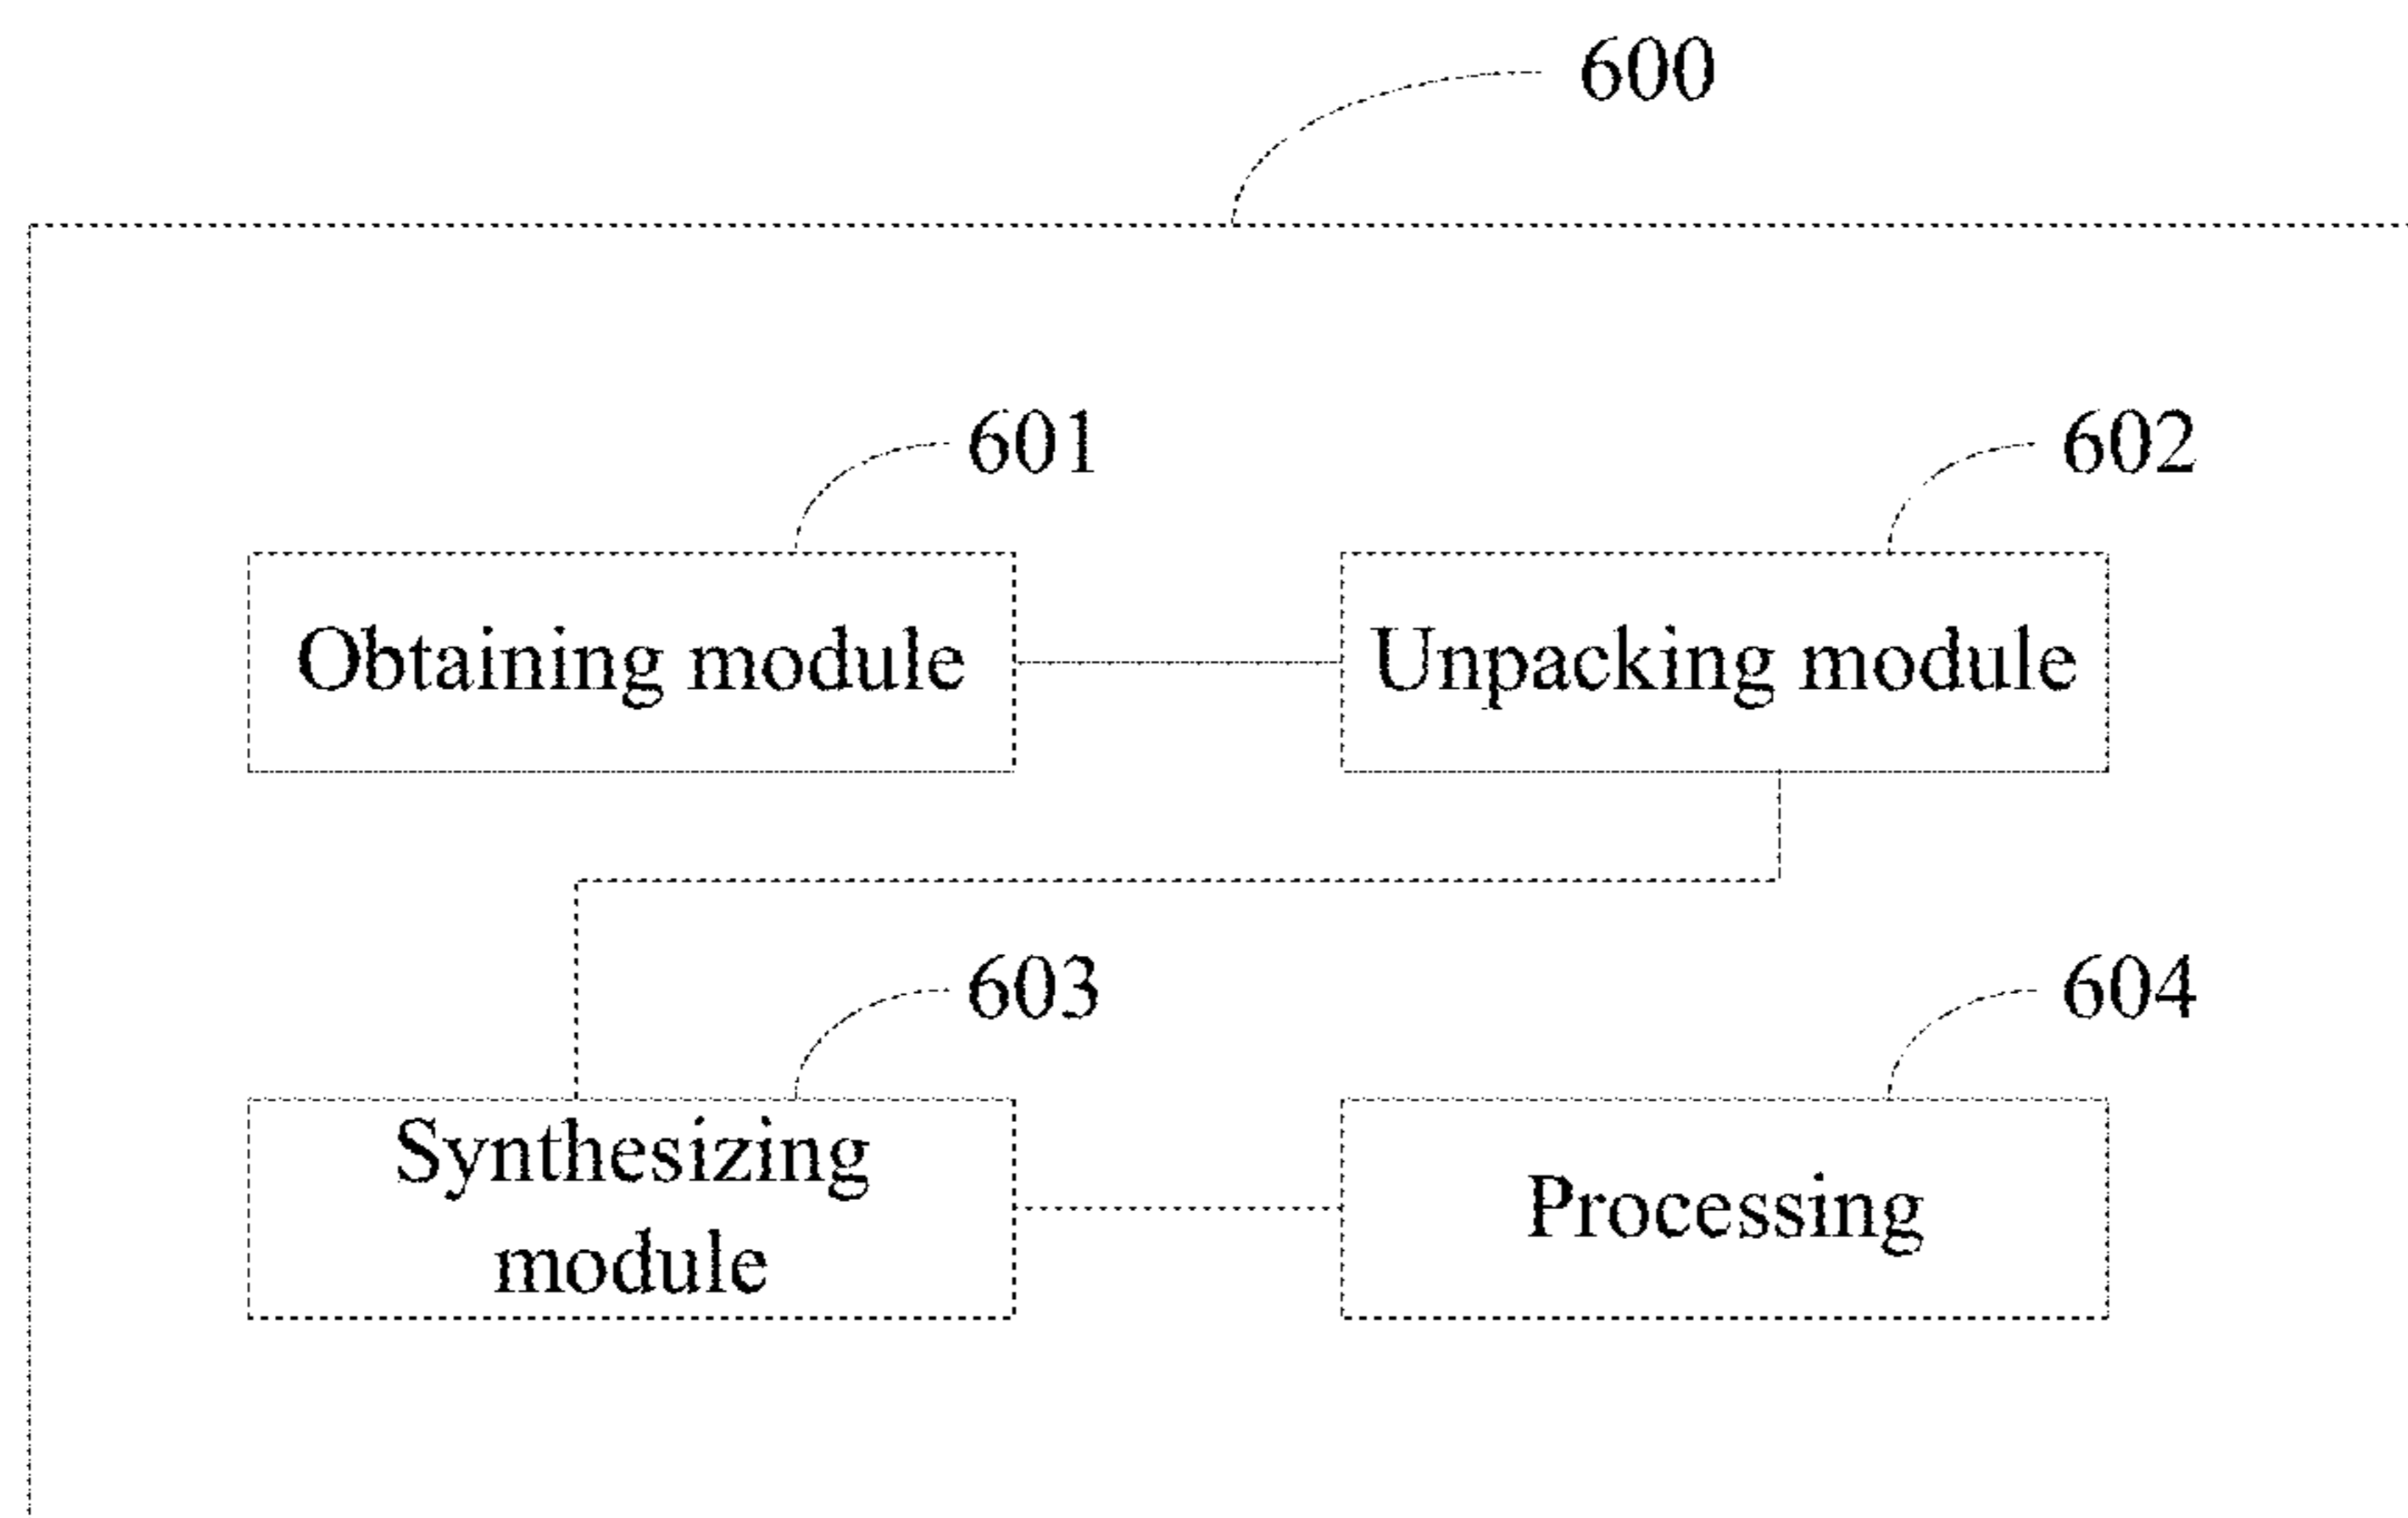 600
601
602
Obtaining module
Unpacking module
603
604
Synthesizing
module
Processing